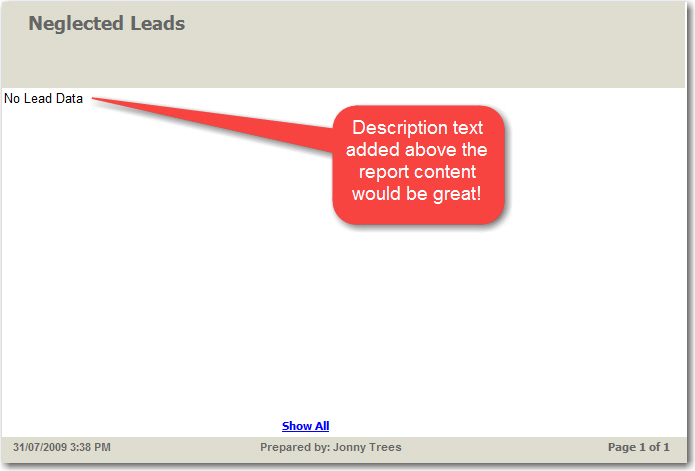 Neglected Leads
No Lead Data
Description text
added above the
report content
would be great!
Show All
31/07/2009 3:38 PM Prepared by: Jonny Trees Page 1 of 1